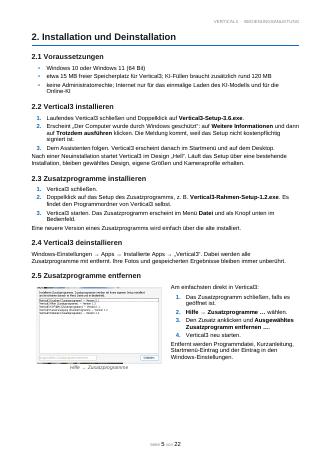 VERTICAL3 · BEDIENUNGSANLEITUNG
2. Installation und Deinstallation
2.1 Voraussetzungen
• Windows 10 oder Windows 11 (64 Bit)
• etwa 15 MB freier Speicherplatz für Vertical3; KI-Füllen braucht zusätzlich rund 120 MB
• keine Administratorrechte; Internet nur für das einmalige Laden des KI-Modells und für die
Online-KI
2.2 Vertical3 installieren
1. Laufendes Vertical3 schließen und Doppelklick auf Vertical3-Setup-3.6.exe.
2. Erscheint „Der Computer wurde durch Windows geschützt“: auf Weitere Informationen und dann
auf Trotzdem ausführen klicken. Die Meldung kommt, weil das Setup nicht kostenpflichtig
signiert ist.
3. Dem Assistenten folgen. Vertical3 erscheint danach im Startmenü und auf dem Desktop.
Nach einer Neuinstallation startet Vertical3 im Design „Hell“. Läuft das Setup über eine bestehende
Installation, bleiben gewähltes Design, eigene Größen und Kameraprofile erhalten.
2.3 Zusatzprogramme installieren
1. Vertical3 schließen.
2. Doppelklick auf das Setup des Zusatzprogramms, z. B. Vertical3-Rahmen-Setup-1.2.exe. Es
findet den Programmordner von Vertical3 selbst.
3. Vertical3 starten. Das Zusatzprogramm erscheint im Menü Datei und als Knopf unten im
Bedienfeld.
Eine neuere Version eines Zusatzprogramms wird einfach über die alte installiert.
2.4 Vertical3 deinstallieren
Windows-Einstellungen → Apps → Installierte Apps → „Vertical3“. Dabei werden alle
Zusatzprogramme mit entfernt. Ihre Fotos und gespeicherten Ergebnisse bleiben immer unberührt.
2.5 Zusatzprogramme entfernen
Hilfe → Zusatzprogramme
Am einfachsten direkt in Vertical3:
1. Das Zusatzprogramm schließen, falls es
geöffnet ist.
2. Hilfe → Zusatzprogramme … wählen.
3. Den Zusatz anklicken und Ausgewähltes
Zusatzprogramm entfernen ….
4. Vertical3 neu starten.
Entfernt werden Programmdatei, Kurzanleitung,
Startmenü-Eintrag und der Eintrag in den
Windows-Einstellungen.
Seite 5 von 22